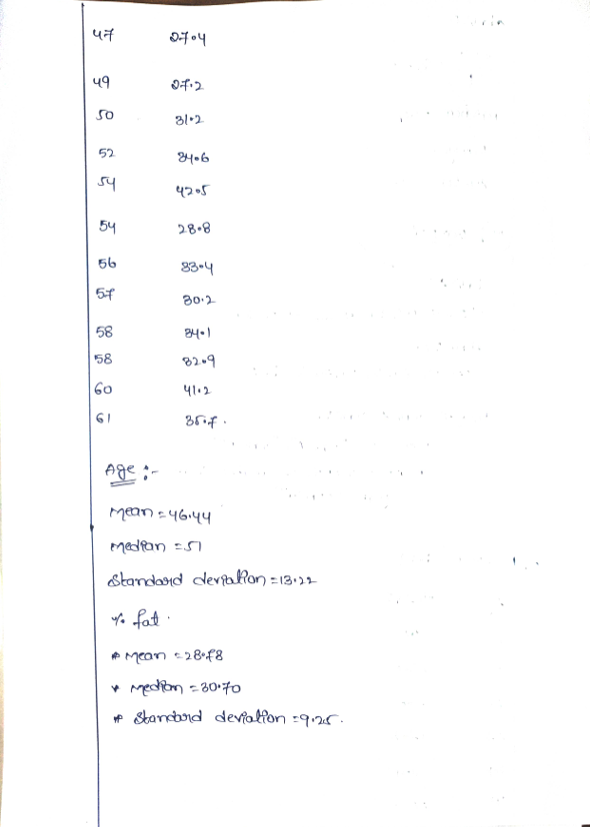 47 27.4
49 27.2
50 31.2
52 34.6
54 42.5
54 28.8
56 33.4
57 30.2
58 34.1
58 32.9
60 41.2
61 35.7.
Age :-
Mean = 46.44
Median = 51
Standard deviation = 13.22
% fat.
* Mean = 28.78
* Median = 30.70
* Standard deviation = 9.25.